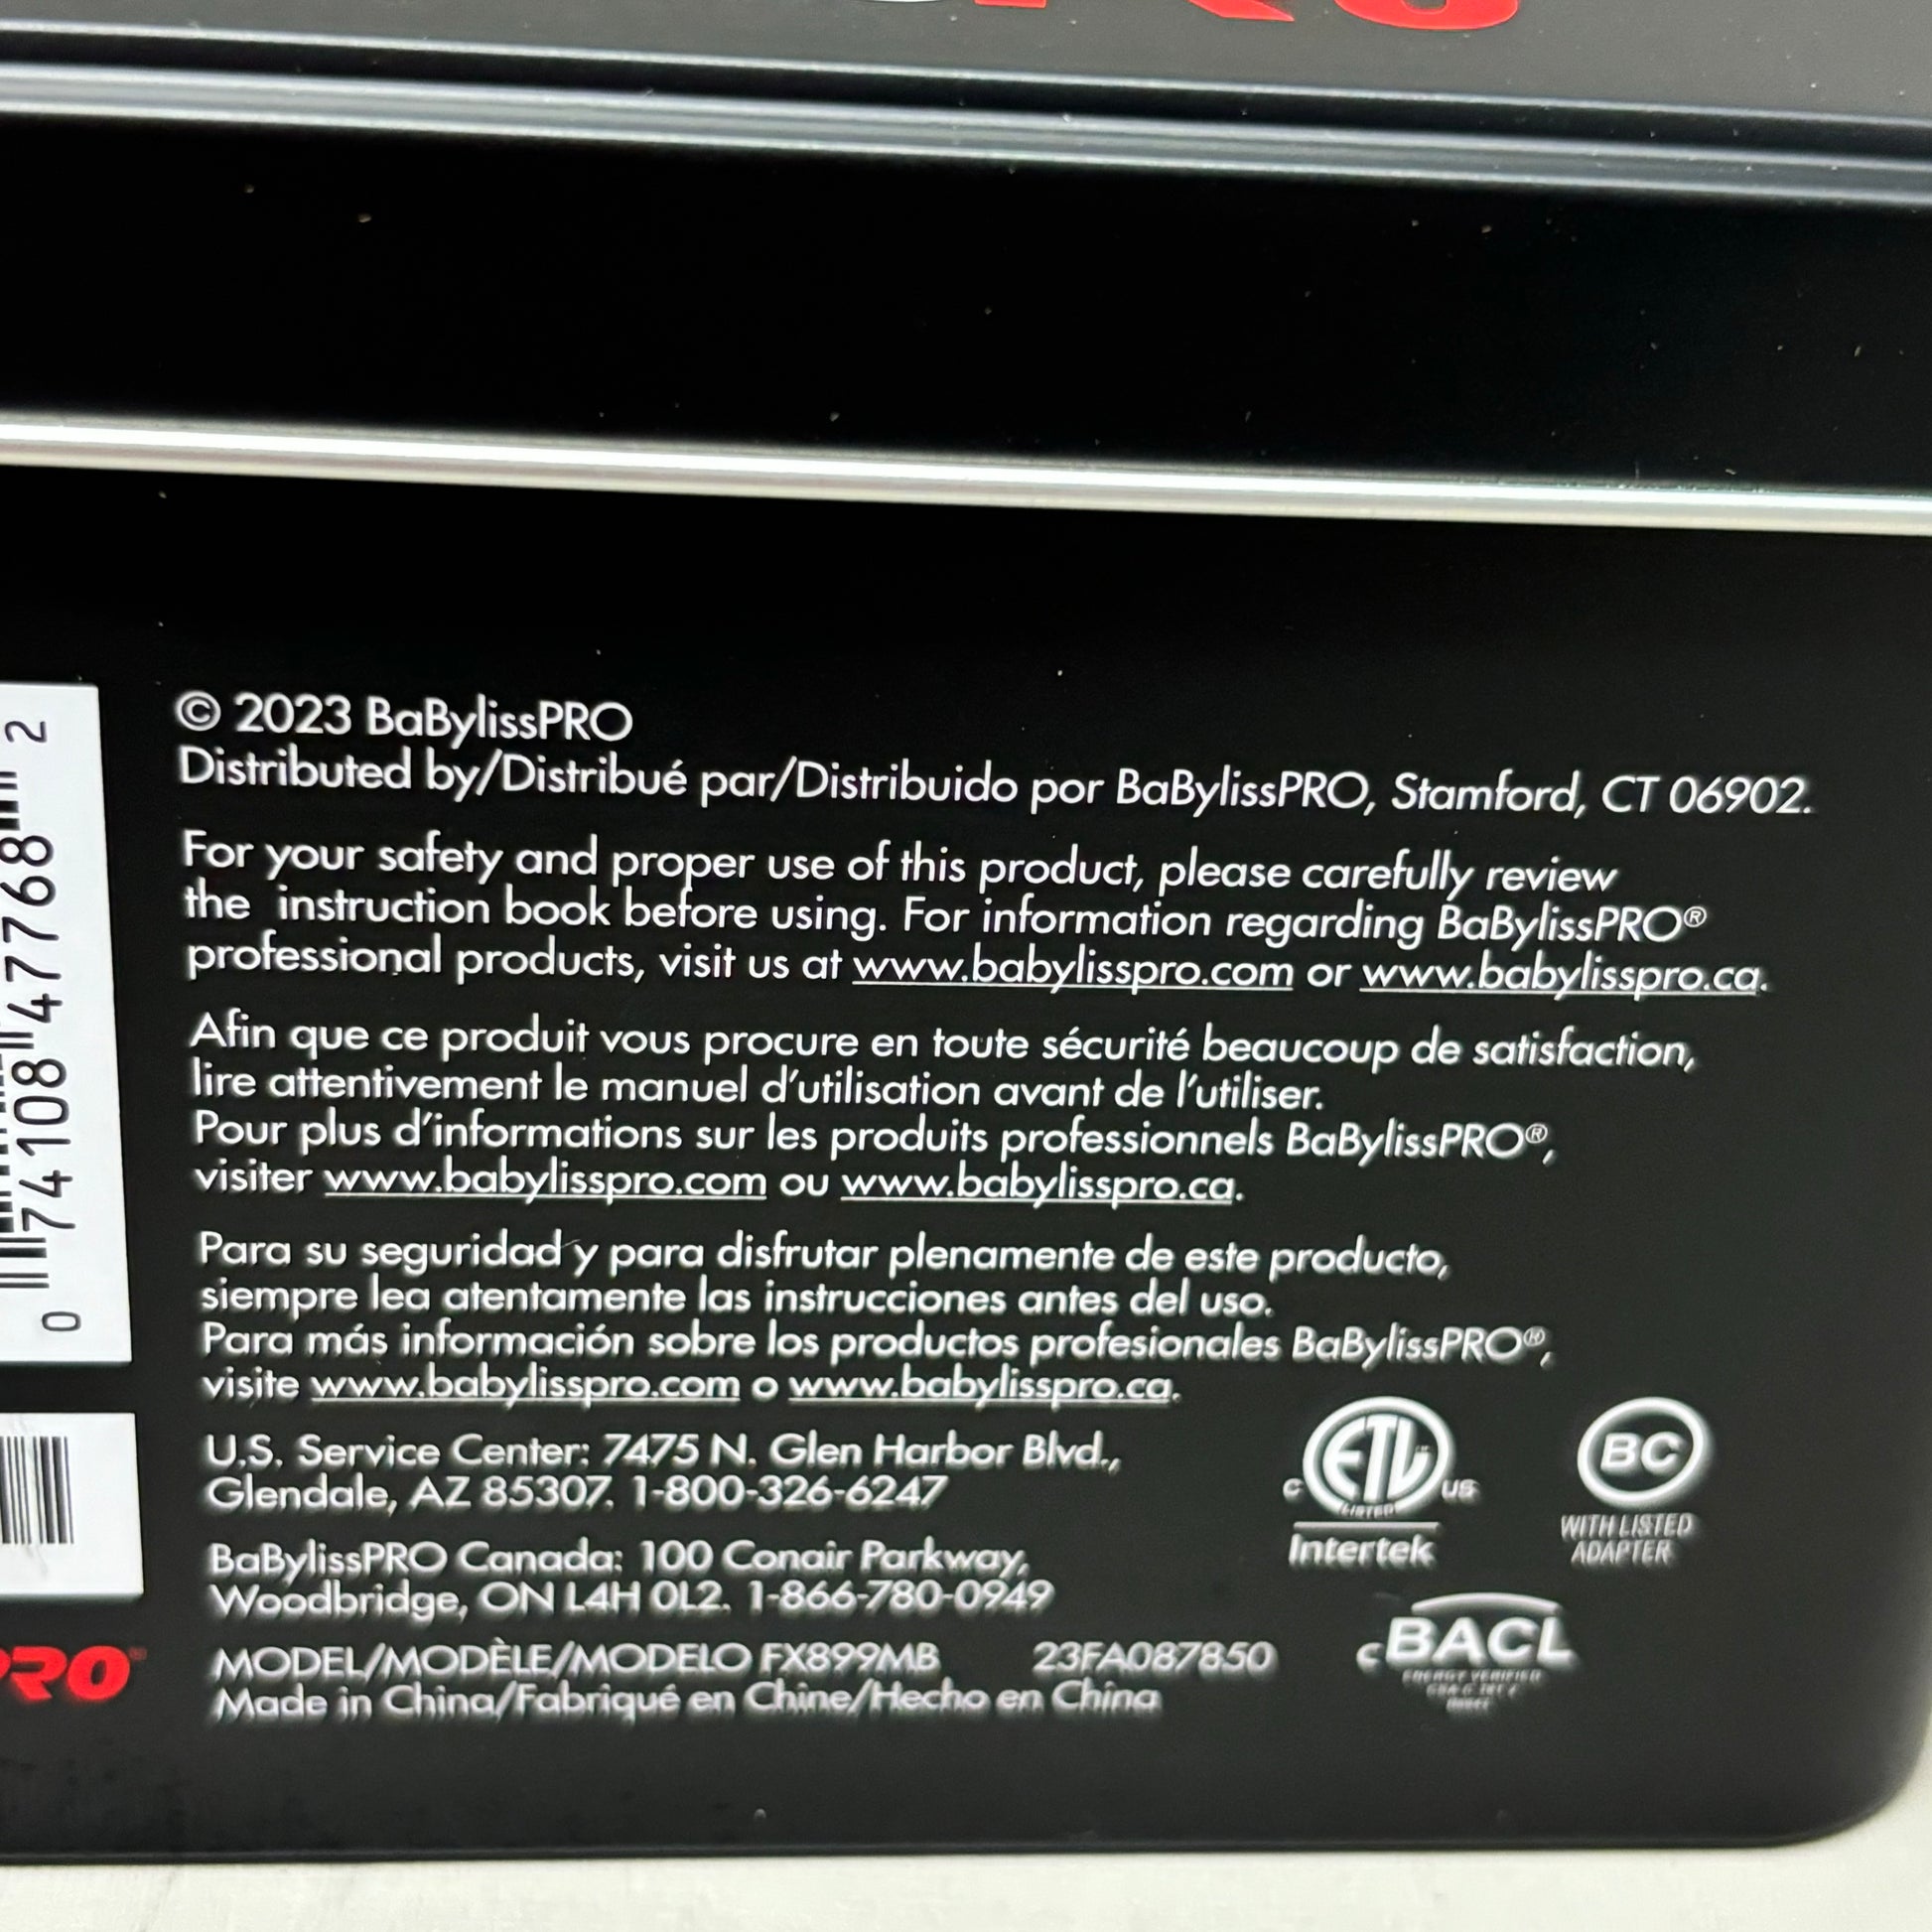 © 2023 BaBylissPRO
Distributed by/Distribué par/Distribuido por BaBylissPRO, Stamford, CT 06902.
For your safety and proper use of this product, please carefully review
the instruction book before using. For information regarding BaBylissPRO®
professional products, visit us at www.babylisspro.com or www.babylisspro.ca.
Afin que ce produit vous procure en toute sécurité beaucoup de satisfaction,
lire attentivement le manuel d'utilisation avant de l'utiliser.
Pour plus d'informations sur les produits professionnels BaBylissPRO®,
visiter www.babylisspro.com ou www.babylisspro.ca.
Para su seguridad y para disfrutar plenamente de este producto,
siempre lea atentamente las instrucciones antes del uso.
Para más información sobre los productos profesionales BaBylissPRO®,
visite www.babylisspro.com o www.babylisspro.ca.
U.S. Service Center: 7475 N. Glen Harbor Blvd.,
Glendale, AZ 85307. 1-800-326-6247
BaBylissPRO Canada: 100 Conair Parkway,
Woodbridge, ON L4H 0L2. 1-866-780-0949
MODEL/MODÈLE/MODELO FX899MB 23FA087850
Made in China/Fabriqué en Chine/Hecho en China
0 74108 47768 2
PRO
C ETL US
LISTED
Intertek
BC
WITH LISTED
ADAPTER
C BACL
ENERGY VERIFIED